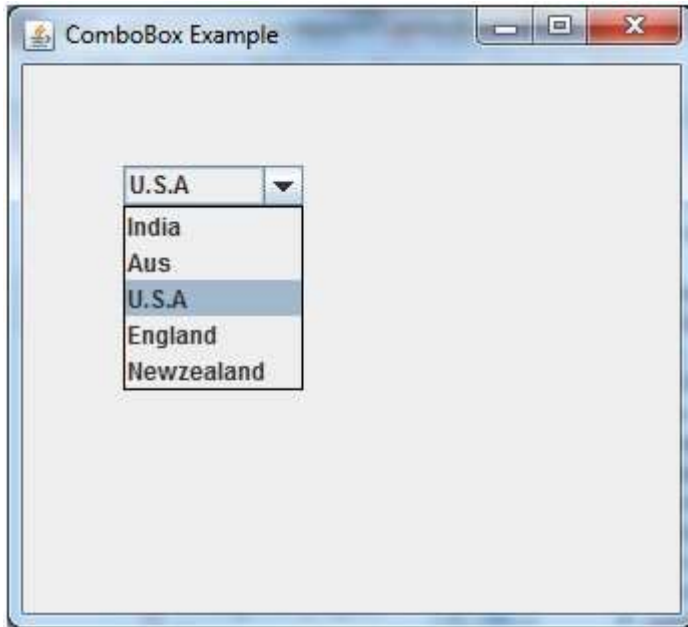 ComboBox Example
U.S.A
India
Aus
U.S.A
England
Newzealand